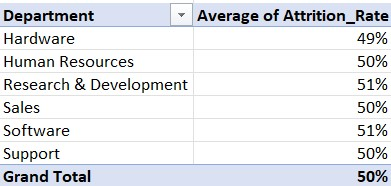 Department Average of Attrition_Rate
Hardware 49%
Human Resources 50%
Research & Development 51%
Sales 50%
Software 51%
Support 50%
Grand Total 50%